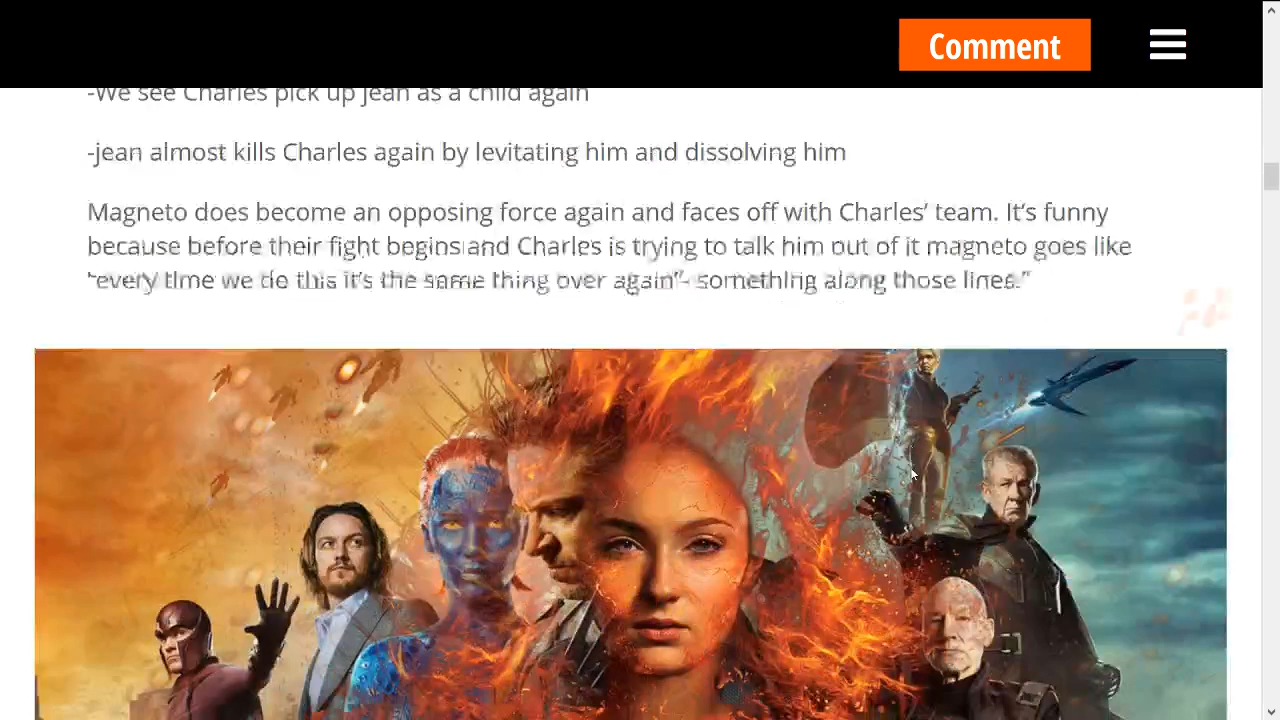 Comment
-We see Charles pick up Jean as a child again
-jean almost kills Charles again by levitating him and dissolving him
Magneto does become an opposing force again and faces off with Charles’ team. It’s funny
because before their fight begins and Charles is trying to talk him out of it magneto goes like
“every time we do this it’s the same thing over again”- something along those lines.”